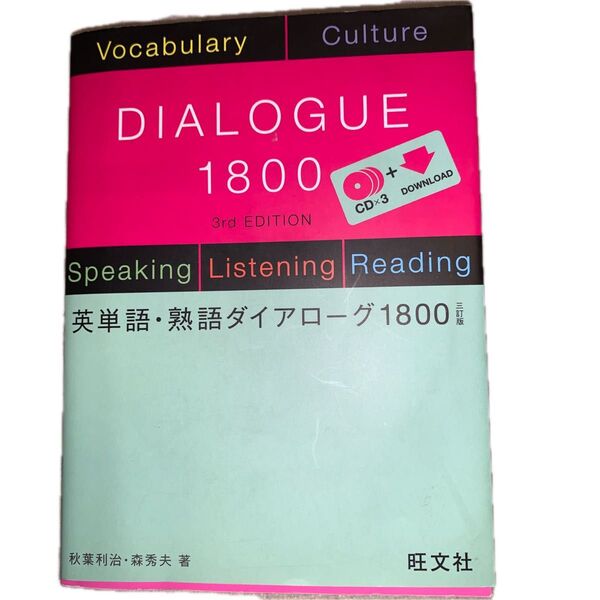 Vocabulary Culture
DIALOGUE
1800
CD×3 + DOWNLOAD
3rd EDITION
Speaking Listening Reading
英単語・熟語ダイアローグ1800 三訂版
秋葉利治・森秀夫 著
旺文社